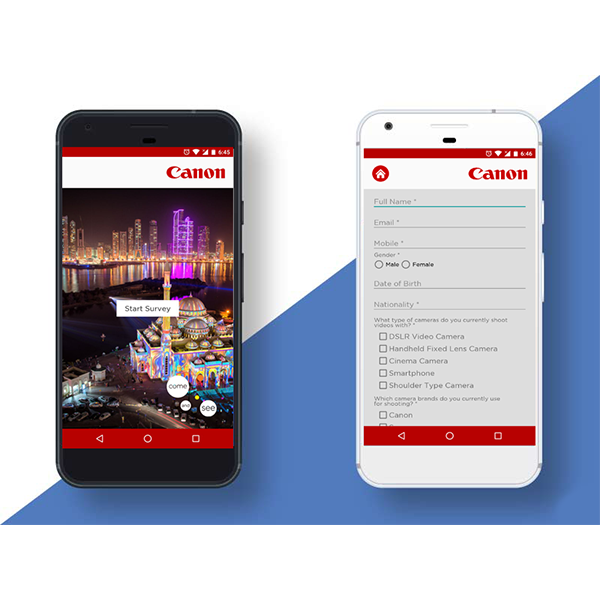 6:45
Canon
Start Survey
come
and
see
6:46
Canon
Full Name *
Email *
Mobile *
Gender *
Male Female
Date of Birth
Nationality *
What type of cameras do you currently shoot
videos with? *
DSLR Video Camera
Handheld Fixed Lens Camera
Cinema Camera
Smartphone
Shoulder Type Camera
Which camera brands do you currently use
for shooting? *
Canon